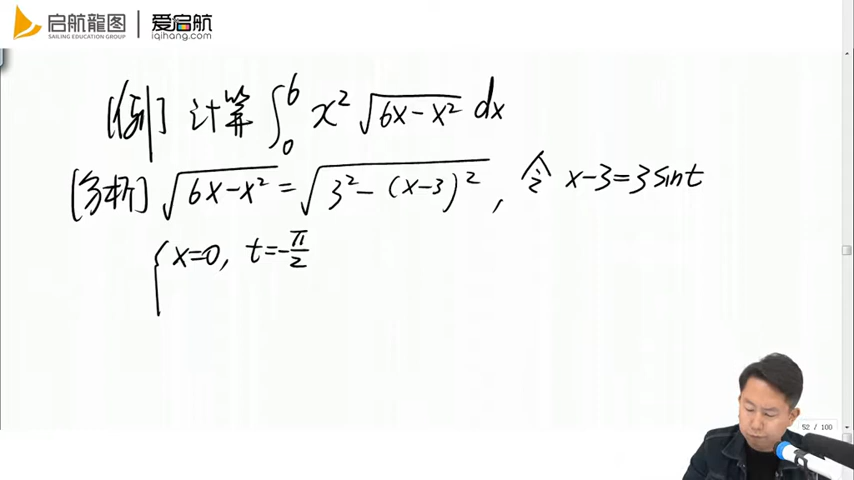 启航龍图 爱启航
SAILING EDUCATION GROUP iqihang.com
[例] 计算 ∫₀⁶ x² √(6x-x²) dx
[分析] √(6x-x²) = √(3²-(x-3)²), 令 x-3=3sint
{ x=0, t=-π/2
52 / 100